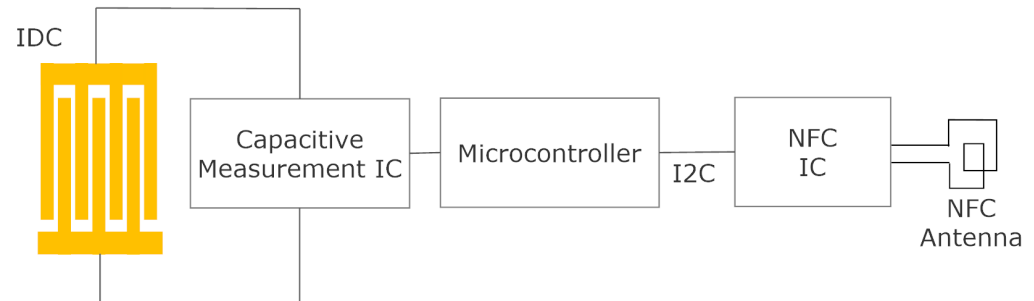 IDC
Capacitive
Measurement IC
Microcontroller
I2C
NFC
IC
NFC
Antenna